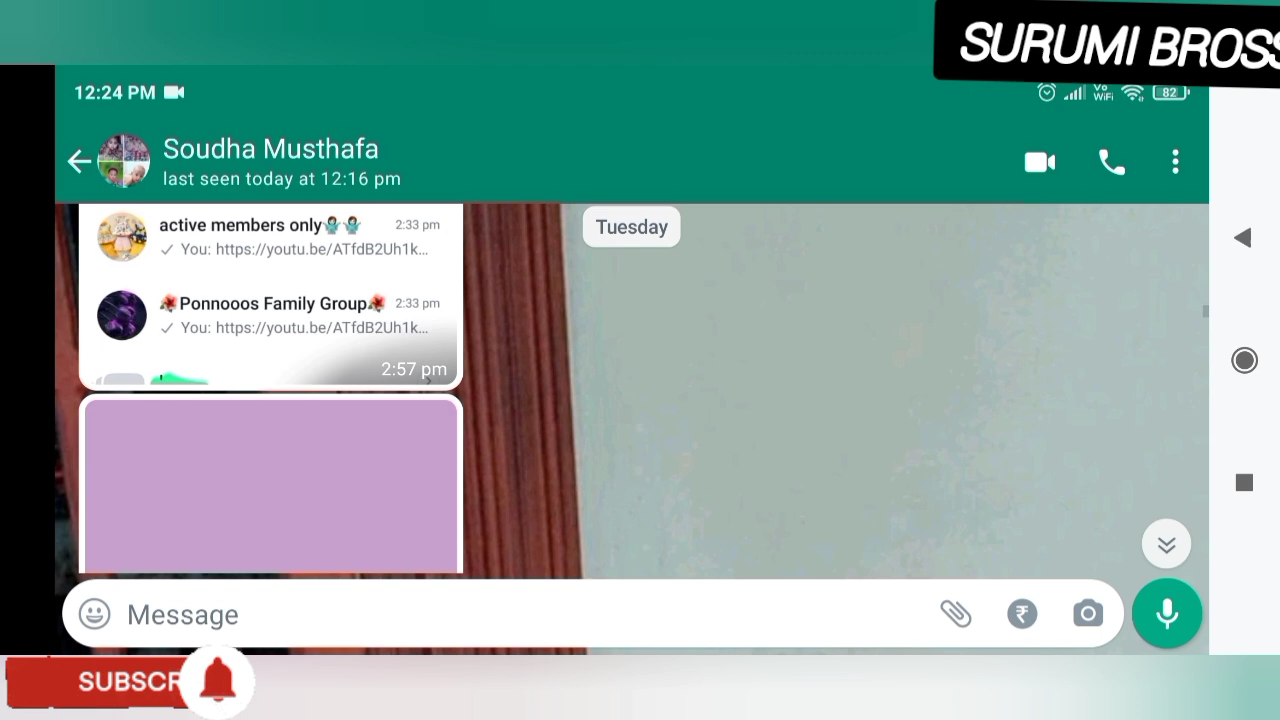 SURUMI BROSS
12:24 PM
Vo
WiFi
82
Soudha Musthafa
last seen today at 12:16 pm
Tuesday
active members only🤷‍♀️🤷‍♀️ 2:33 pm
You: https://youtu.be/ATfdB2Uh1k...
🌺Ponnooos Family Group🌺 2:33 pm
You: https://youtu.be/ATfdB2Uh1k...
2:57 pm
Message
₹
SUBSCR